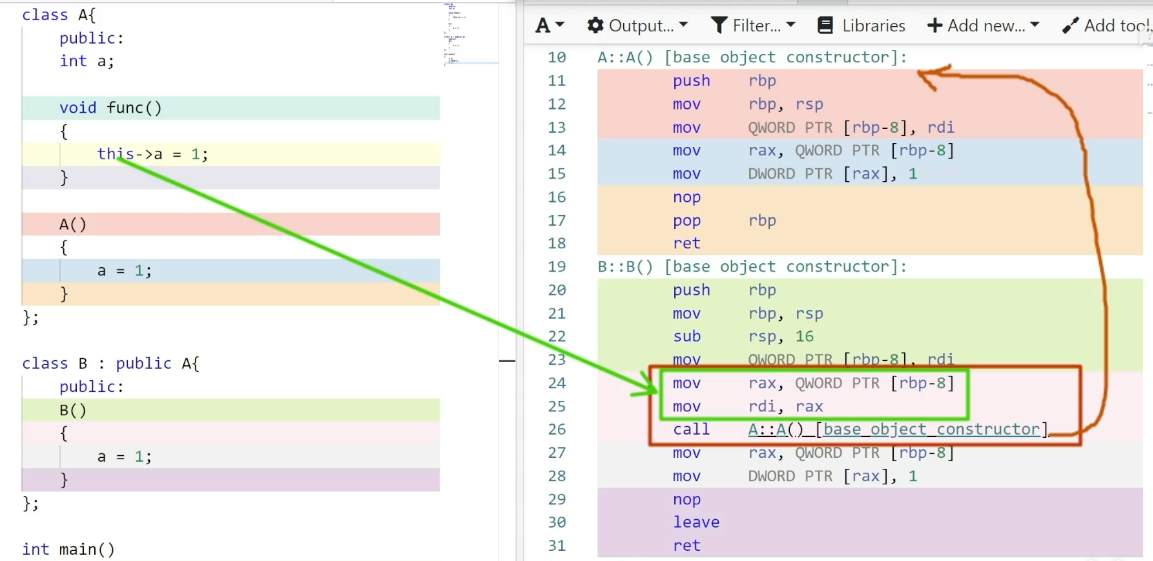 class A{
public:
int a;
void func()
{
this->a = 1;
}
A()
{
a = 1;
}
};
class B : public A{
public:
B()
{
a = 1;
}
};
int main()
A Output... Filter... Libraries Add new... Add tool
10 A::A() [base object constructor]:
11 push rbp
12 mov rbp, rsp
13 mov QWORD PTR [rbp-8], rdi
14 mov rax, QWORD PTR [rbp-8]
15 mov DWORD PTR [rax], 1
16 nop
17 pop rbp
18 ret
19 B::B() [base object constructor]:
20 push rbp
21 mov rbp, rsp
22 sub rsp, 16
23 mov QWORD PTR [rbp-8], rdi
24 mov rax, QWORD PTR [rbp-8]
25 mov rdi, rax
26 call A::A() [base object constructor]
27 mov rax, QWORD PTR [rbp-8]
28 mov DWORD PTR [rax], 1
29 nop
30 leave
31 ret